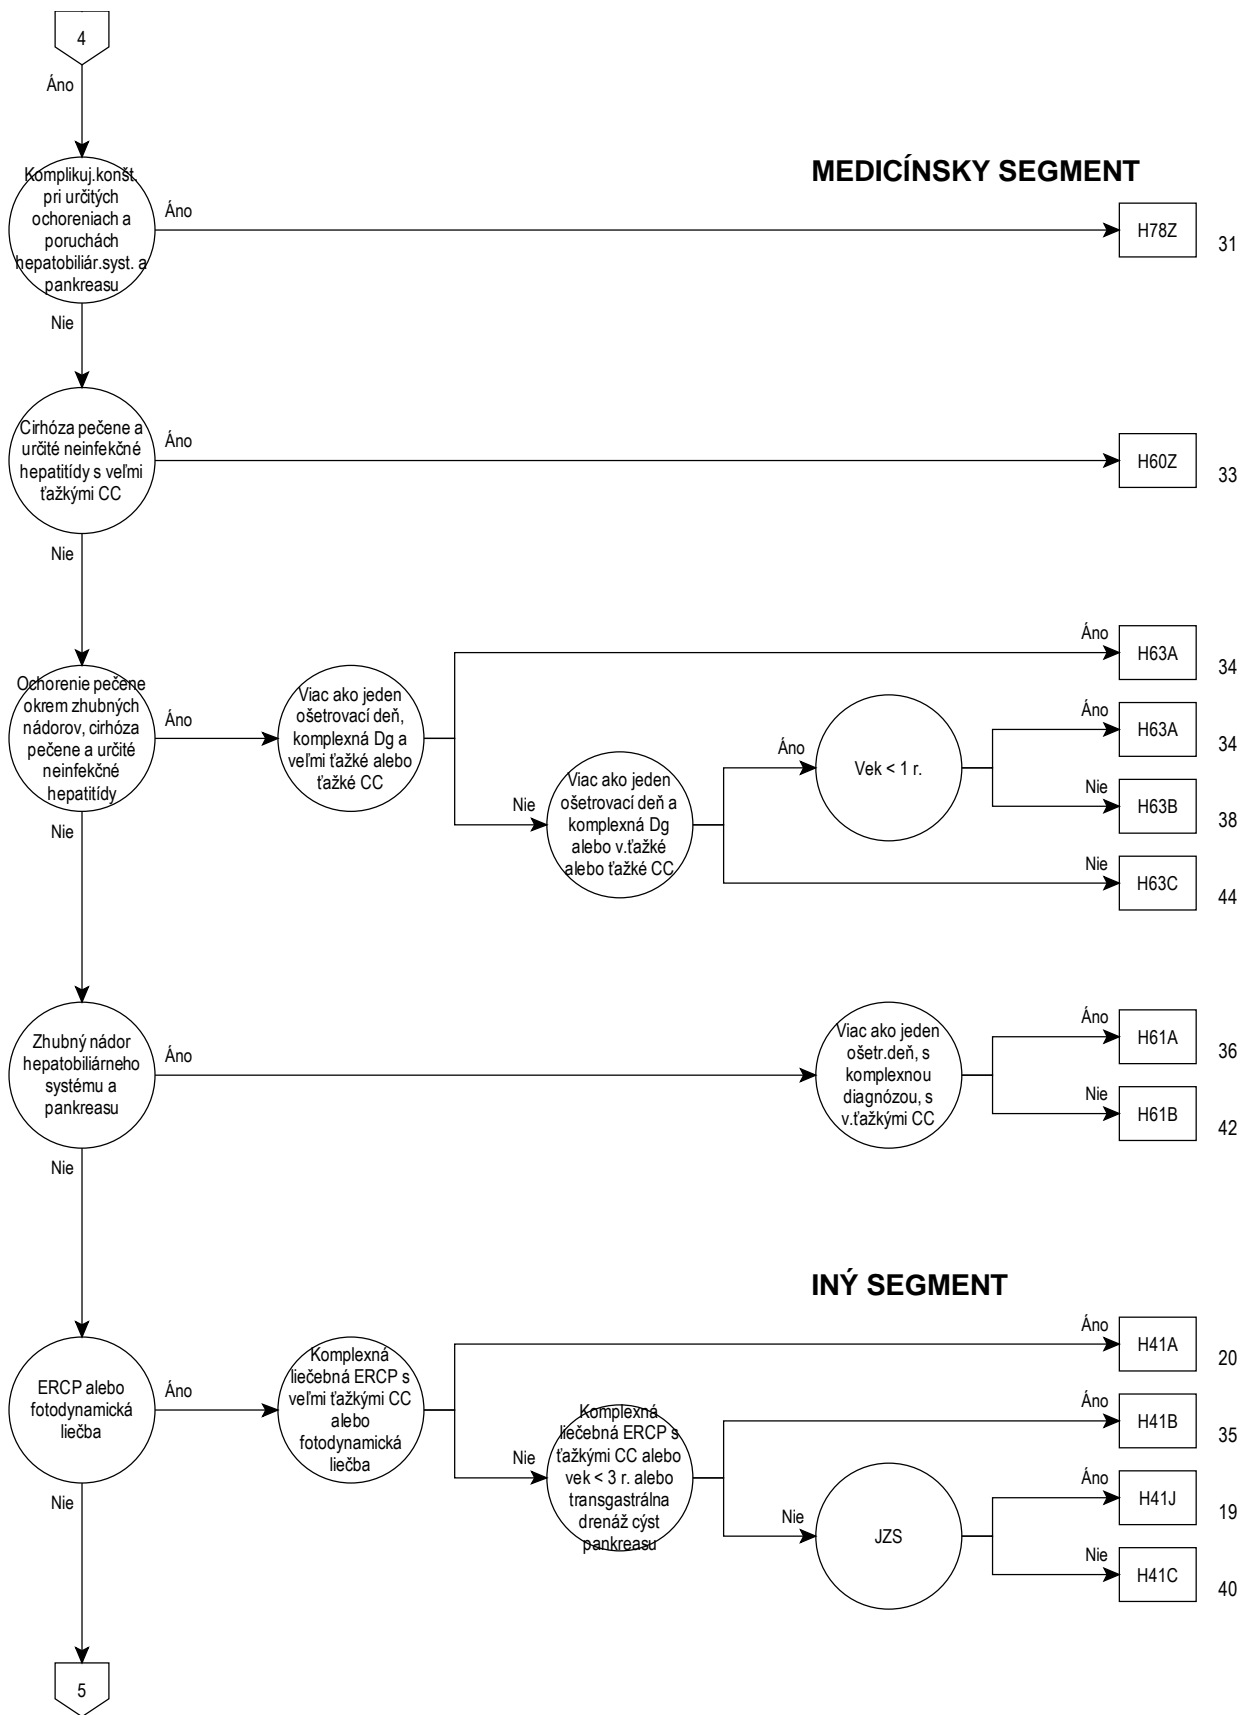 4
Áno
Komplikuj.konšt.
pri určitých
ochoreniach a
poruchách
hepatobiliár.syst. a
pankreasu
Áno
MEDICÍNSKY SEGMENT
H78Z
31
Nie
Cirhóza pečene a
určité neinfekčné
hepatitídy s veľmi
ťažkými CC
Áno
H60Z
33
Nie
Ochorenie pečene
okrem zhubných
nádorov, cirhóza
pečene a určité
neinfekčné
hepatitídy
Áno
Viac ako jeden
ošetrovací deň,
komplexná Dg a
veľmi ťažké alebo
ťažké CC
Áno
H63A
34
Nie
Viac ako jeden
ošetrovací deň a
komplexná Dg
alebo v.ťažké
alebo ťažké CC
Áno
Vek < 1 r.
Áno
H63A
34
Nie
H63B
38
Nie
H63C
44
Nie
Zhubný nádor
hepatobiliárneho
systému a
pankreasu
Áno
Viac ako jeden
ošetr.deň, s
komplexnou
diagnózou, s
v.ťažkými CC
Áno
H61A
36
Nie
H61B
42
Nie
INÝ SEGMENT
ERCP alebo
fotodynamická
liečba
Áno
Komplexná
liečebná ERCP s
veľmi ťažkými CC
alebo
fotodynamická
liečba
Áno
H41A
20
Nie
Komplexná
liečebná ERCP s
ťažkými CC alebo
vek < 3 r. alebo
transgastrálna
drenáž cýst
pankreasu
Áno
H41B
35
Nie
JZS
Áno
H41J
19
Nie
H41C
40
Nie
5